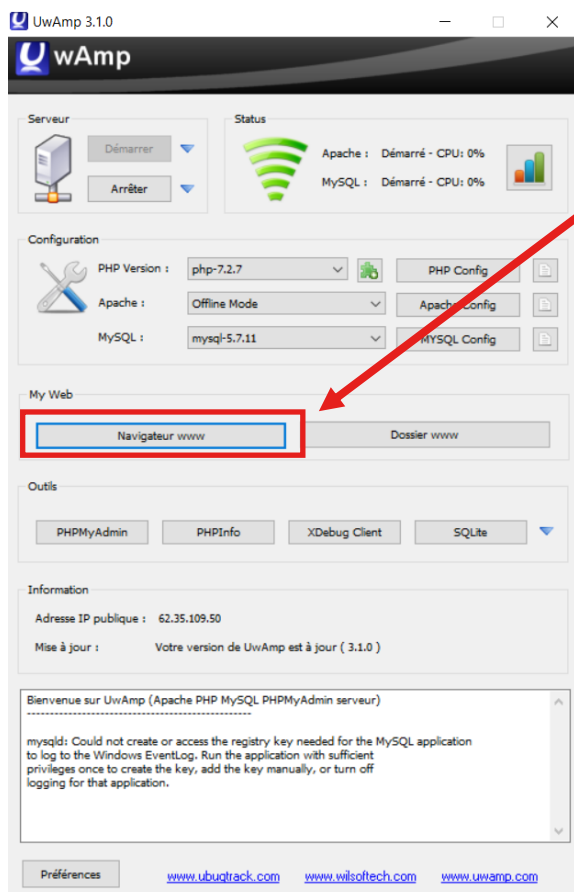 UwAmp 3.1.0
UwAmp
Serveur
Démarrer
Arrêter
Status
Apache : Démarré - CPU: 0%
MySQL : Démarré - CPU: 0%
Configuration
PHP Version : php-7.2.7 PHP Config
Apache : Offline Mode Apache Config
MySQL : mysql-5.7.11 MYSQL Config
My Web
Navigateur www Dossier www
Outils
PHPMyAdmin PHPInfo XDebug Client SQLite
Information
Adresse IP publique : 62.35.109.50
Mise à jour : Votre version de UwAmp est à jour ( 3.1.0 )
Bienvenue sur UwAmp (Apache PHP MySQL PHPMyAdmin serveur)
--------------------------------------------------
mysqld: Could not create or access the registry key needed for the MySQL application
to log to the Windows EventLog. Run the application with sufficient
privileges once to create the key, add the key manually, or turn off
logging for that application.
Préférences www.ubugtrack.com www.wilsoftech.com www.uwamp.com